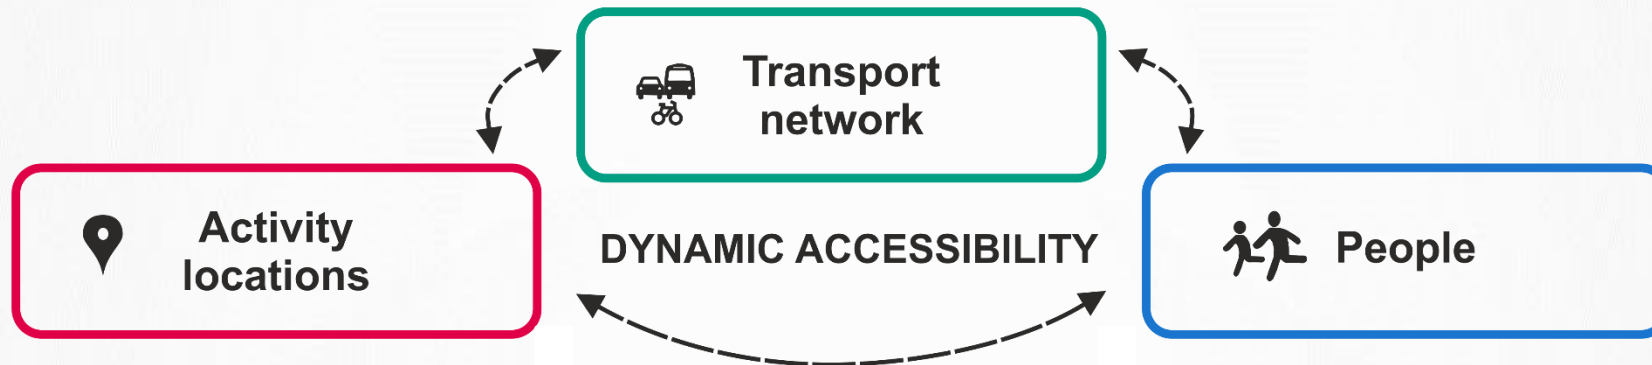 Transport
network
Activity
locations
DYNAMIC ACCESSIBILITY
People